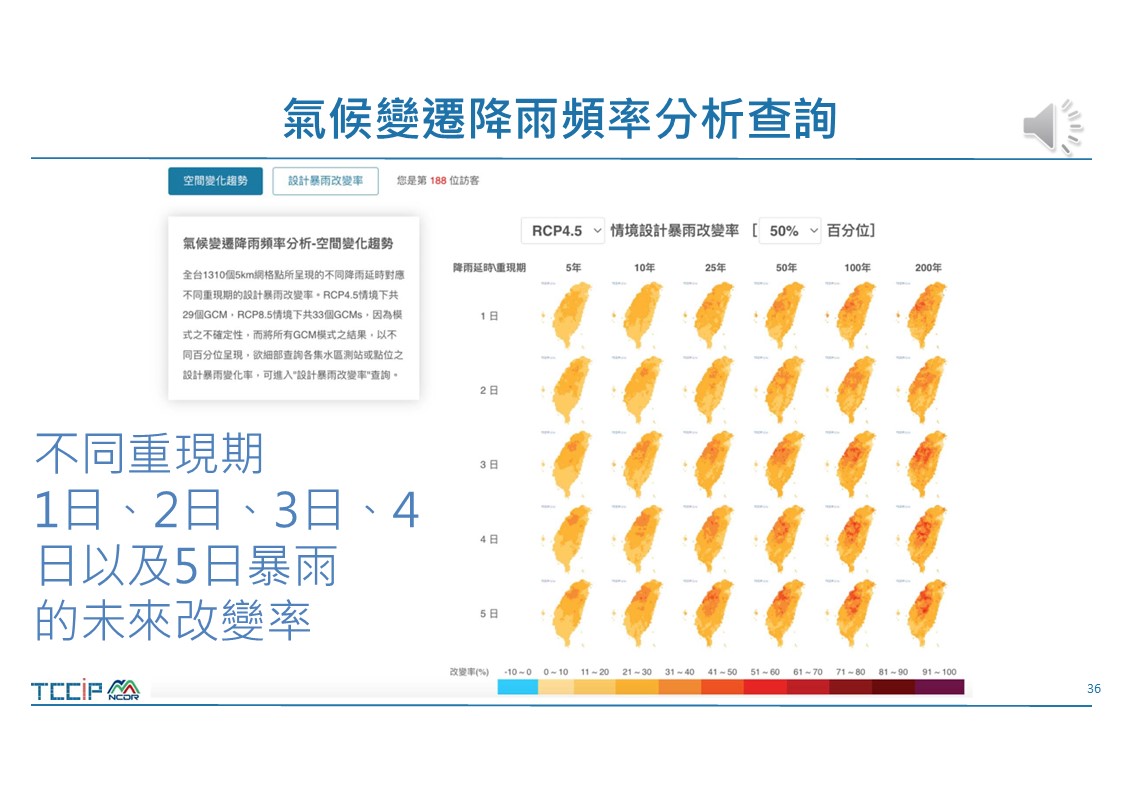 氣候變遷降雨頻率分析查詢
空間變化趨勢
設計暴雨改變率
您是第 188 位訪客
氣候變遷降雨頻率分析-空間變化趨勢
全台1310個5km網格點所呈現的不同降雨延時對應
不同重現期的設計暴雨改變率。RCP4.5情境下共
29個GCM，RCP8.5情境下共33個GCMs，因為模
式之不確定性，而將所有GCM模式之結果，以不
同百分位呈現，欲細部查詢各集水區測站或點位之
設計暴雨變化率，可進入"設計暴雨改變率"查詢。
RCP4.5 情境設計暴雨改變率 [ 50% 百分位]
降雨延時\重現期 5年 10年 25年 50年 100年 200年
1 日
2 日
3 日
4 日
5 日
改變率(%) -10 ~ 0 0 ~ 10 11 ~ 20 21 ~ 30 31 ~ 40 41 ~ 50 51 ~ 60 61 ~ 70 71 ~ 80 81 ~ 90 91 ~ 100
不同重現期
1日、2日、3日、4
日以及5日暴雨
的未來改變率
TCCIP NCDR
36